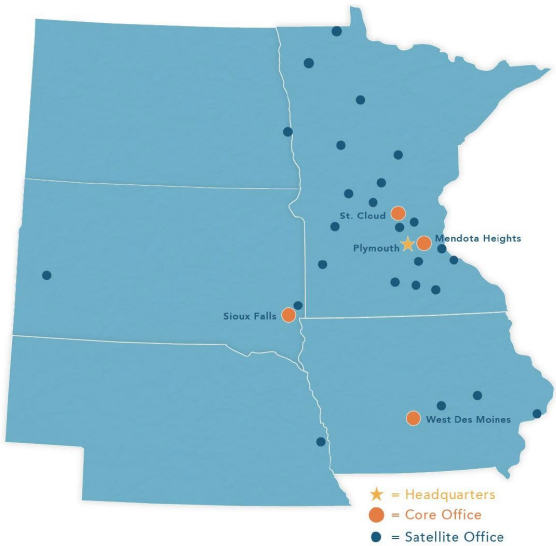 St. Cloud
Mendota Heights
Plymouth
Sioux Falls
West Des Moines
= Headquarters
= Core Office
= Satellite Office